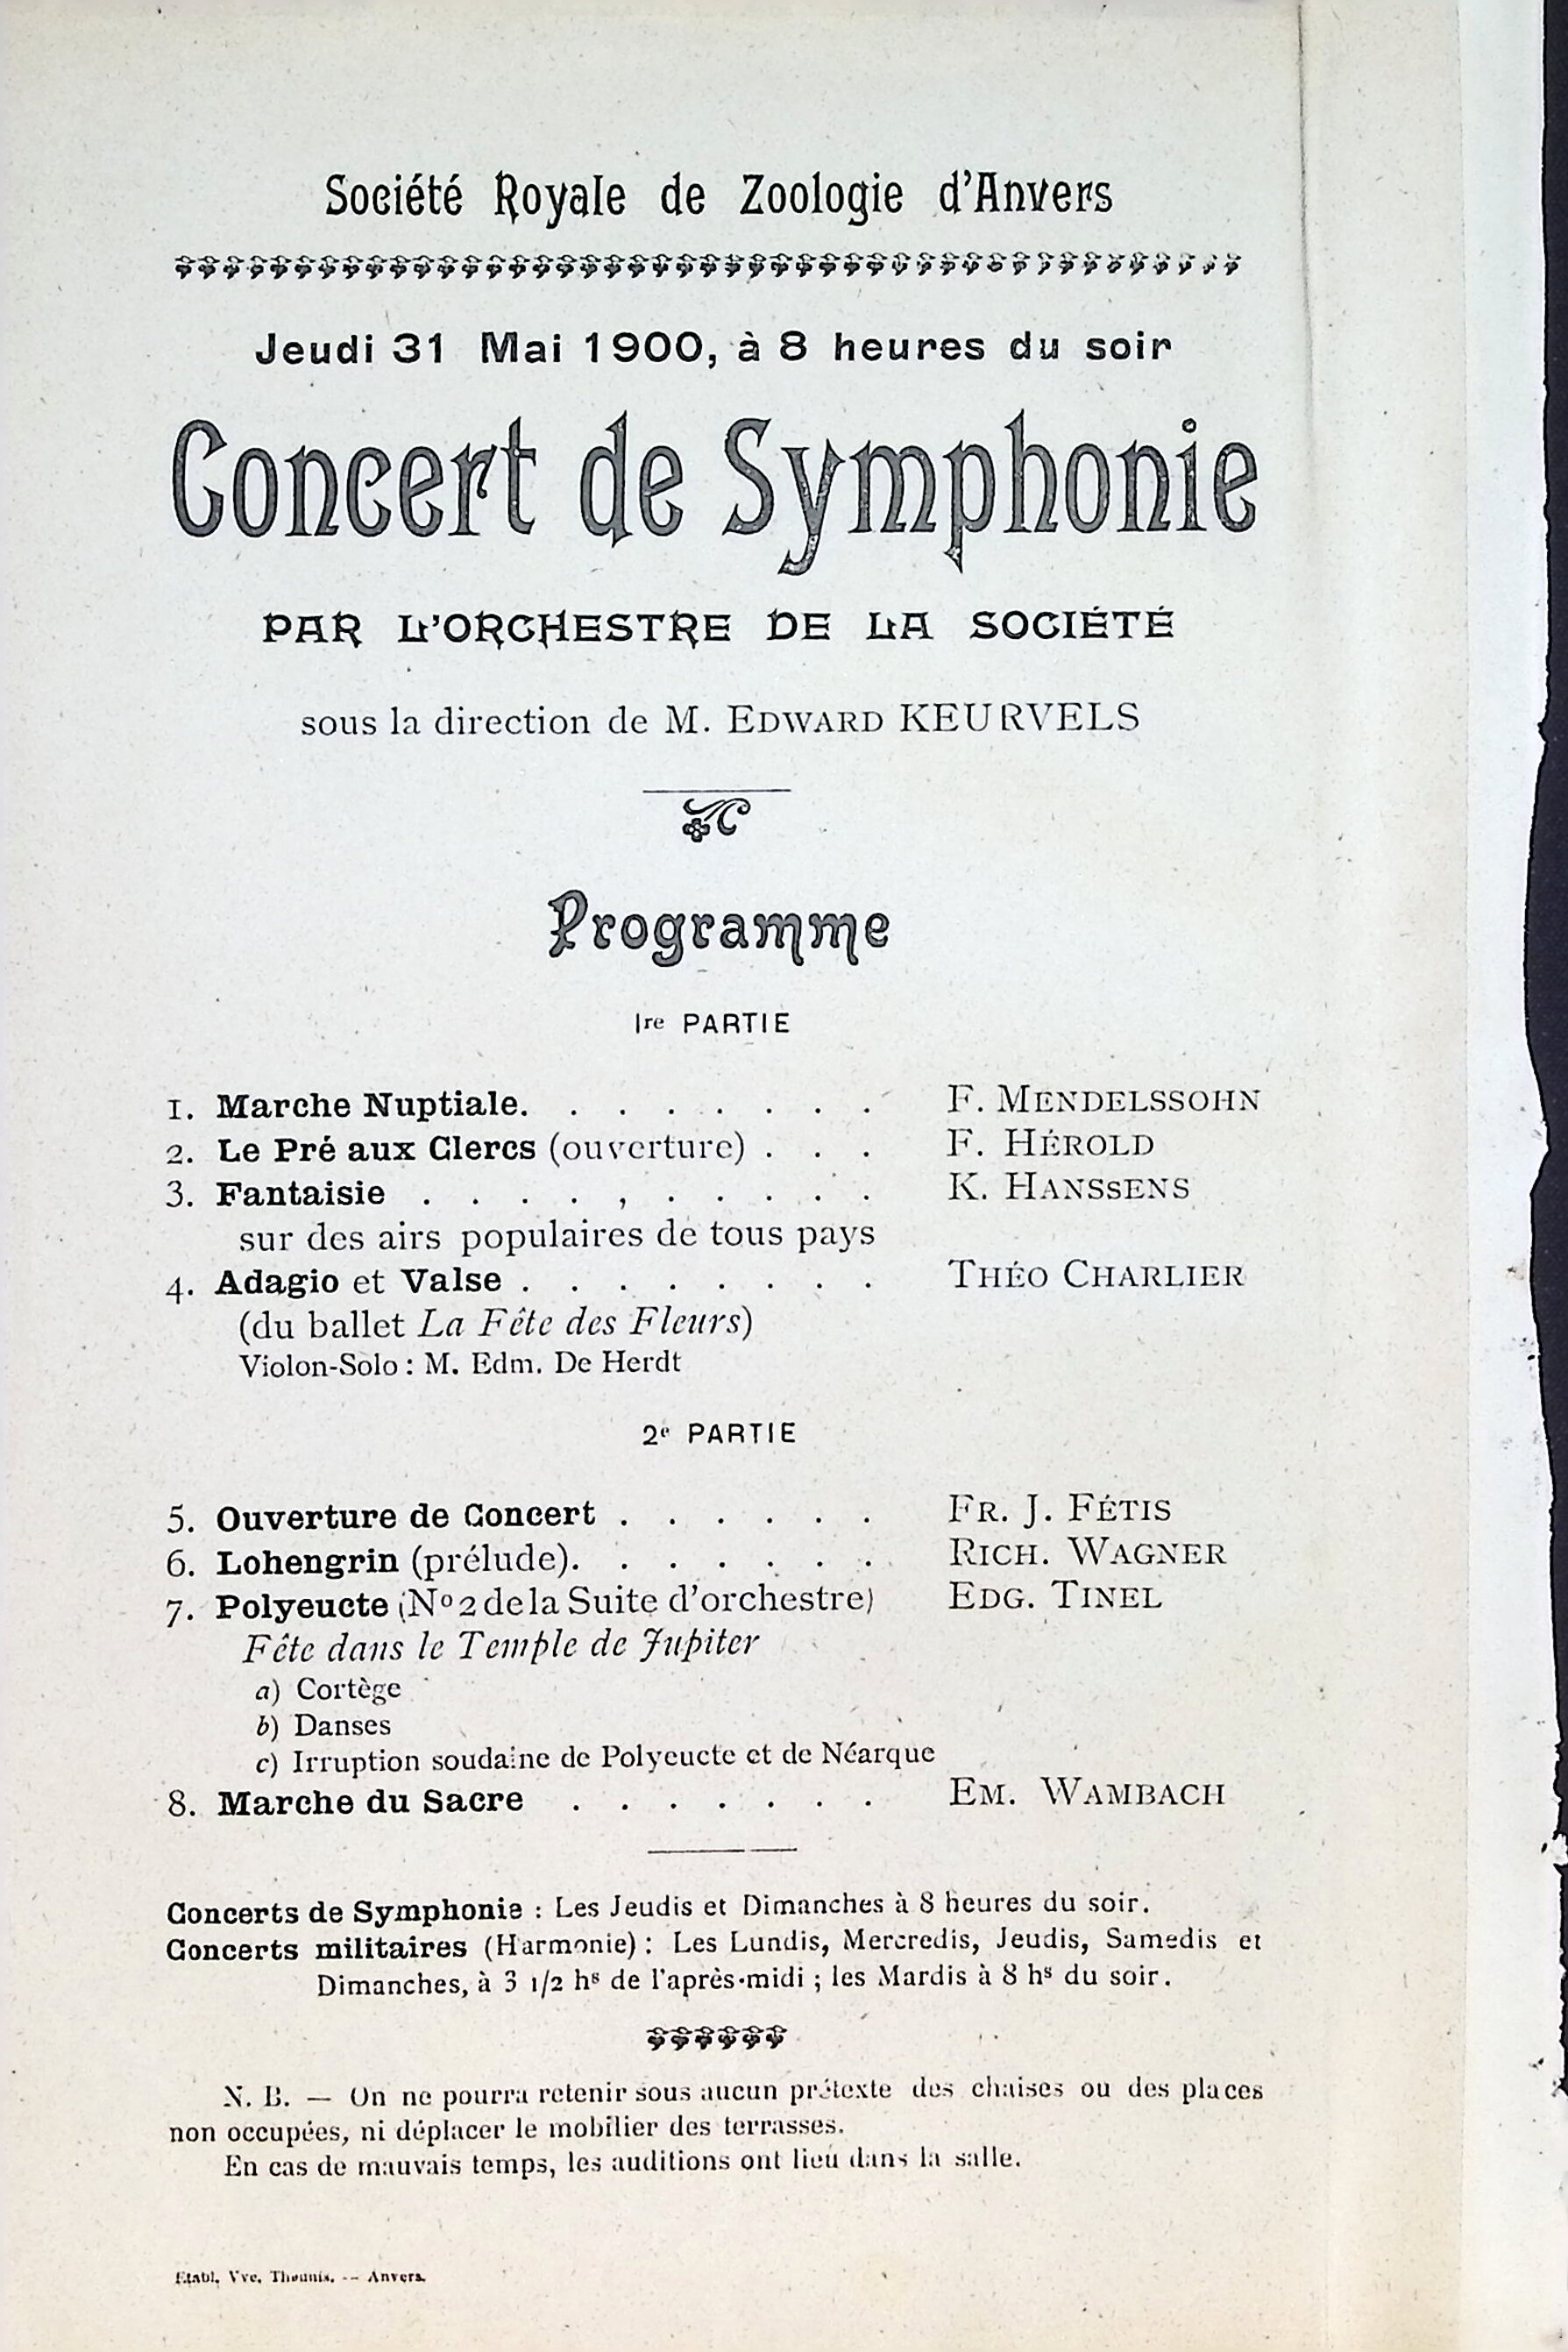 Société Royale de Zoologie d'Anvers
Jeudi 31 Mai 1900, à 8 heures du soir
Concert de Symphonie
PAR L'ORCHESTRE DE LA SOCIÉTÉ
sous la direction de M. EDWARD KEURVELS
Programme
Ire PARTIE
1. Marche Nuptiale. . . . . . . . F. MENDELSSOHN
2. Le Pré aux Clercs (ouverture) . . . F. HÉROLD
3. Fantaisie . . . . , . . . . . K. HANSSENS
sur des airs populaires de tous pays
4. Adagio et Valse . . . . . . . . THÉO CHARLIER
(du ballet La Fête des Fleurs)
Violon-Solo : M. Edm. De Herdt
2e PARTIE
5. Ouverture de Concert . . . . . . FR. J. FÉTIS
6. Lohengrin (prélude). . . . . . . RICH. WAGNER
7. Polyeucte (No 2 de la Suite d'orchestre) EDG. TINEL
Fête dans le Temple de Jupiter
a) Cortège
b) Danses
c) Irruption soudaine de Polyeucte et de Néarque
8. Marche du Sacre . . . . . . . EM. WAMBACH
Concerts de Symphonie : Les Jeudis et Dimanches à 8 heures du soir.
Concerts militaires (Harmonie) : Les Lundis, Mercredis, Jeudis, Samedis et
Dimanches, à 3 1/2 hs de l'après-midi ; les Mardis à 8 hs du soir.
N. B. — On ne pourra retenir sous aucun prétexte des chaises ou des places
non occupées, ni déplacer le mobilier des terrasses.
En cas de mauvais temps, les auditions ont lieu dans la salle.
Etabl. Vve. Theunis. -- Anvers.